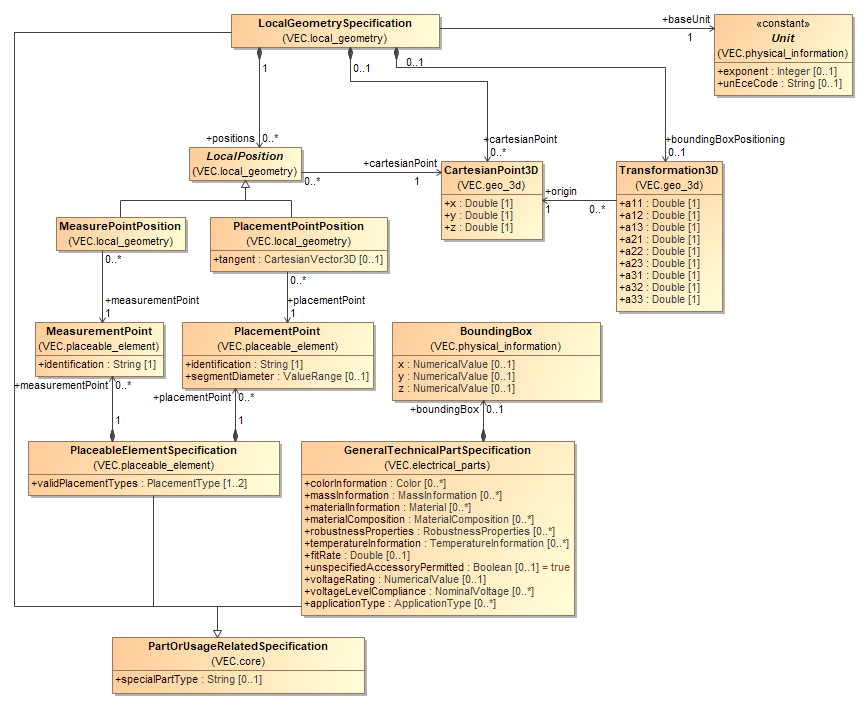 LocalGeometrySpecification
(VEC.local_geometry)
+baseUnit
1
«constant»
Unit
(VEC.physical_information)
+exponent : Integer [0..1]
+unEceCode : String [0..1]
1
0..1
0..1
+positions
0..*
+cartesianPoint
0..*
+boundingBoxPositioning
0..1
LocalPosition
(VEC.local_geometry)
0..*
+cartesianPoint
1
CartesianPoint3D
(VEC.geo_3d)
+x : Double [1]
+y : Double [1]
+z : Double [1]
+origin
1
0..*
Transformation3D
(VEC.geo_3d)
+a11 : Double [1]
+a12 : Double [1]
+a13 : Double [1]
+a21 : Double [1]
+a22 : Double [1]
+a23 : Double [1]
+a31 : Double [1]
+a32 : Double [1]
+a33 : Double [1]
MeasurePointPosition
(VEC.local_geometry)
0..*
+measurementPoint
1
PlacementPointPosition
(VEC.local_geometry)
+tangent : CartesianVector3D [0..1]
0..*
+placementPoint
1
MeasurementPoint
(VEC.placeable_element)
+identification : String [1]
+measurementPoint
0..*
1
PlacementPoint
(VEC.placeable_element)
+identification : String [1]
+segmentDiameter : ValueRange [0..1]
+placementPoint
0..*
1
BoundingBox
(VEC.physical_information)
x : NumericalValue [0..1]
y : NumericalValue [0..1]
z : NumericalValue [0..1]
+boundingBox
0..1
PlaceableElementSpecification
(VEC.placeable_element)
+validPlacementTypes : PlacementType [1..2]
GeneralTechnicalPartSpecification
(VEC.electrical_parts)
+colorInformation : Color [0..*]
+massInformation : MassInformation [0..*]
+materialInformation : Material [0..*]
+materialComposition : MaterialComposition [0..*]
+robustnessProperties : RobustnessProperties [0..*]
+temperatureInformation : TemperatureInformation [0..*]
+fitRate : Double [0..1]
+unspecifiedAccessoryPermitted : Boolean [0..1] = true
+voltageRating : NumericalValue [0..1]
+voltageLevelCompliance : NominalVoltage [0..*]
+applicationType : ApplicationType [0..*]
PartOrUsageRelatedSpecification
(VEC.core)
+specialPartType : String [0..1]